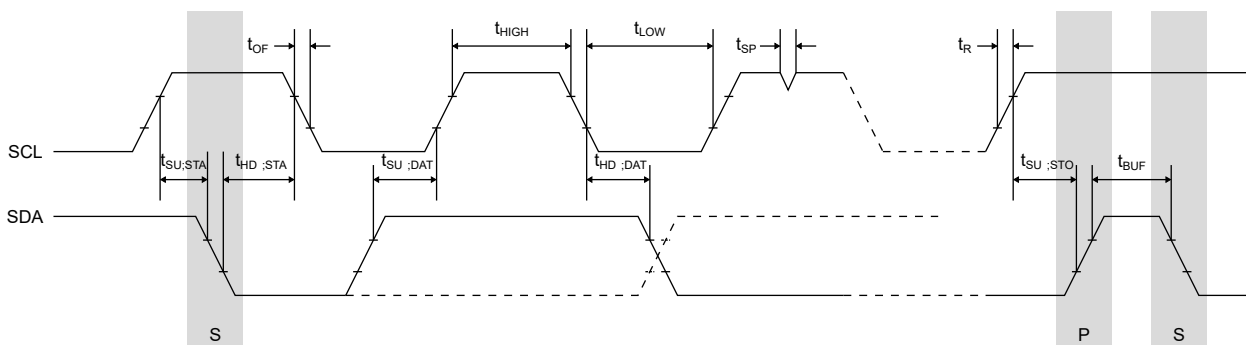 tOF
tHIGH
tLOW
tSP
tR
SCL
tSU;STA
tHD ;STA
tSU ;DAT
tHD ;DAT
tSU ;STO
tBUF
SDA
S
P
S